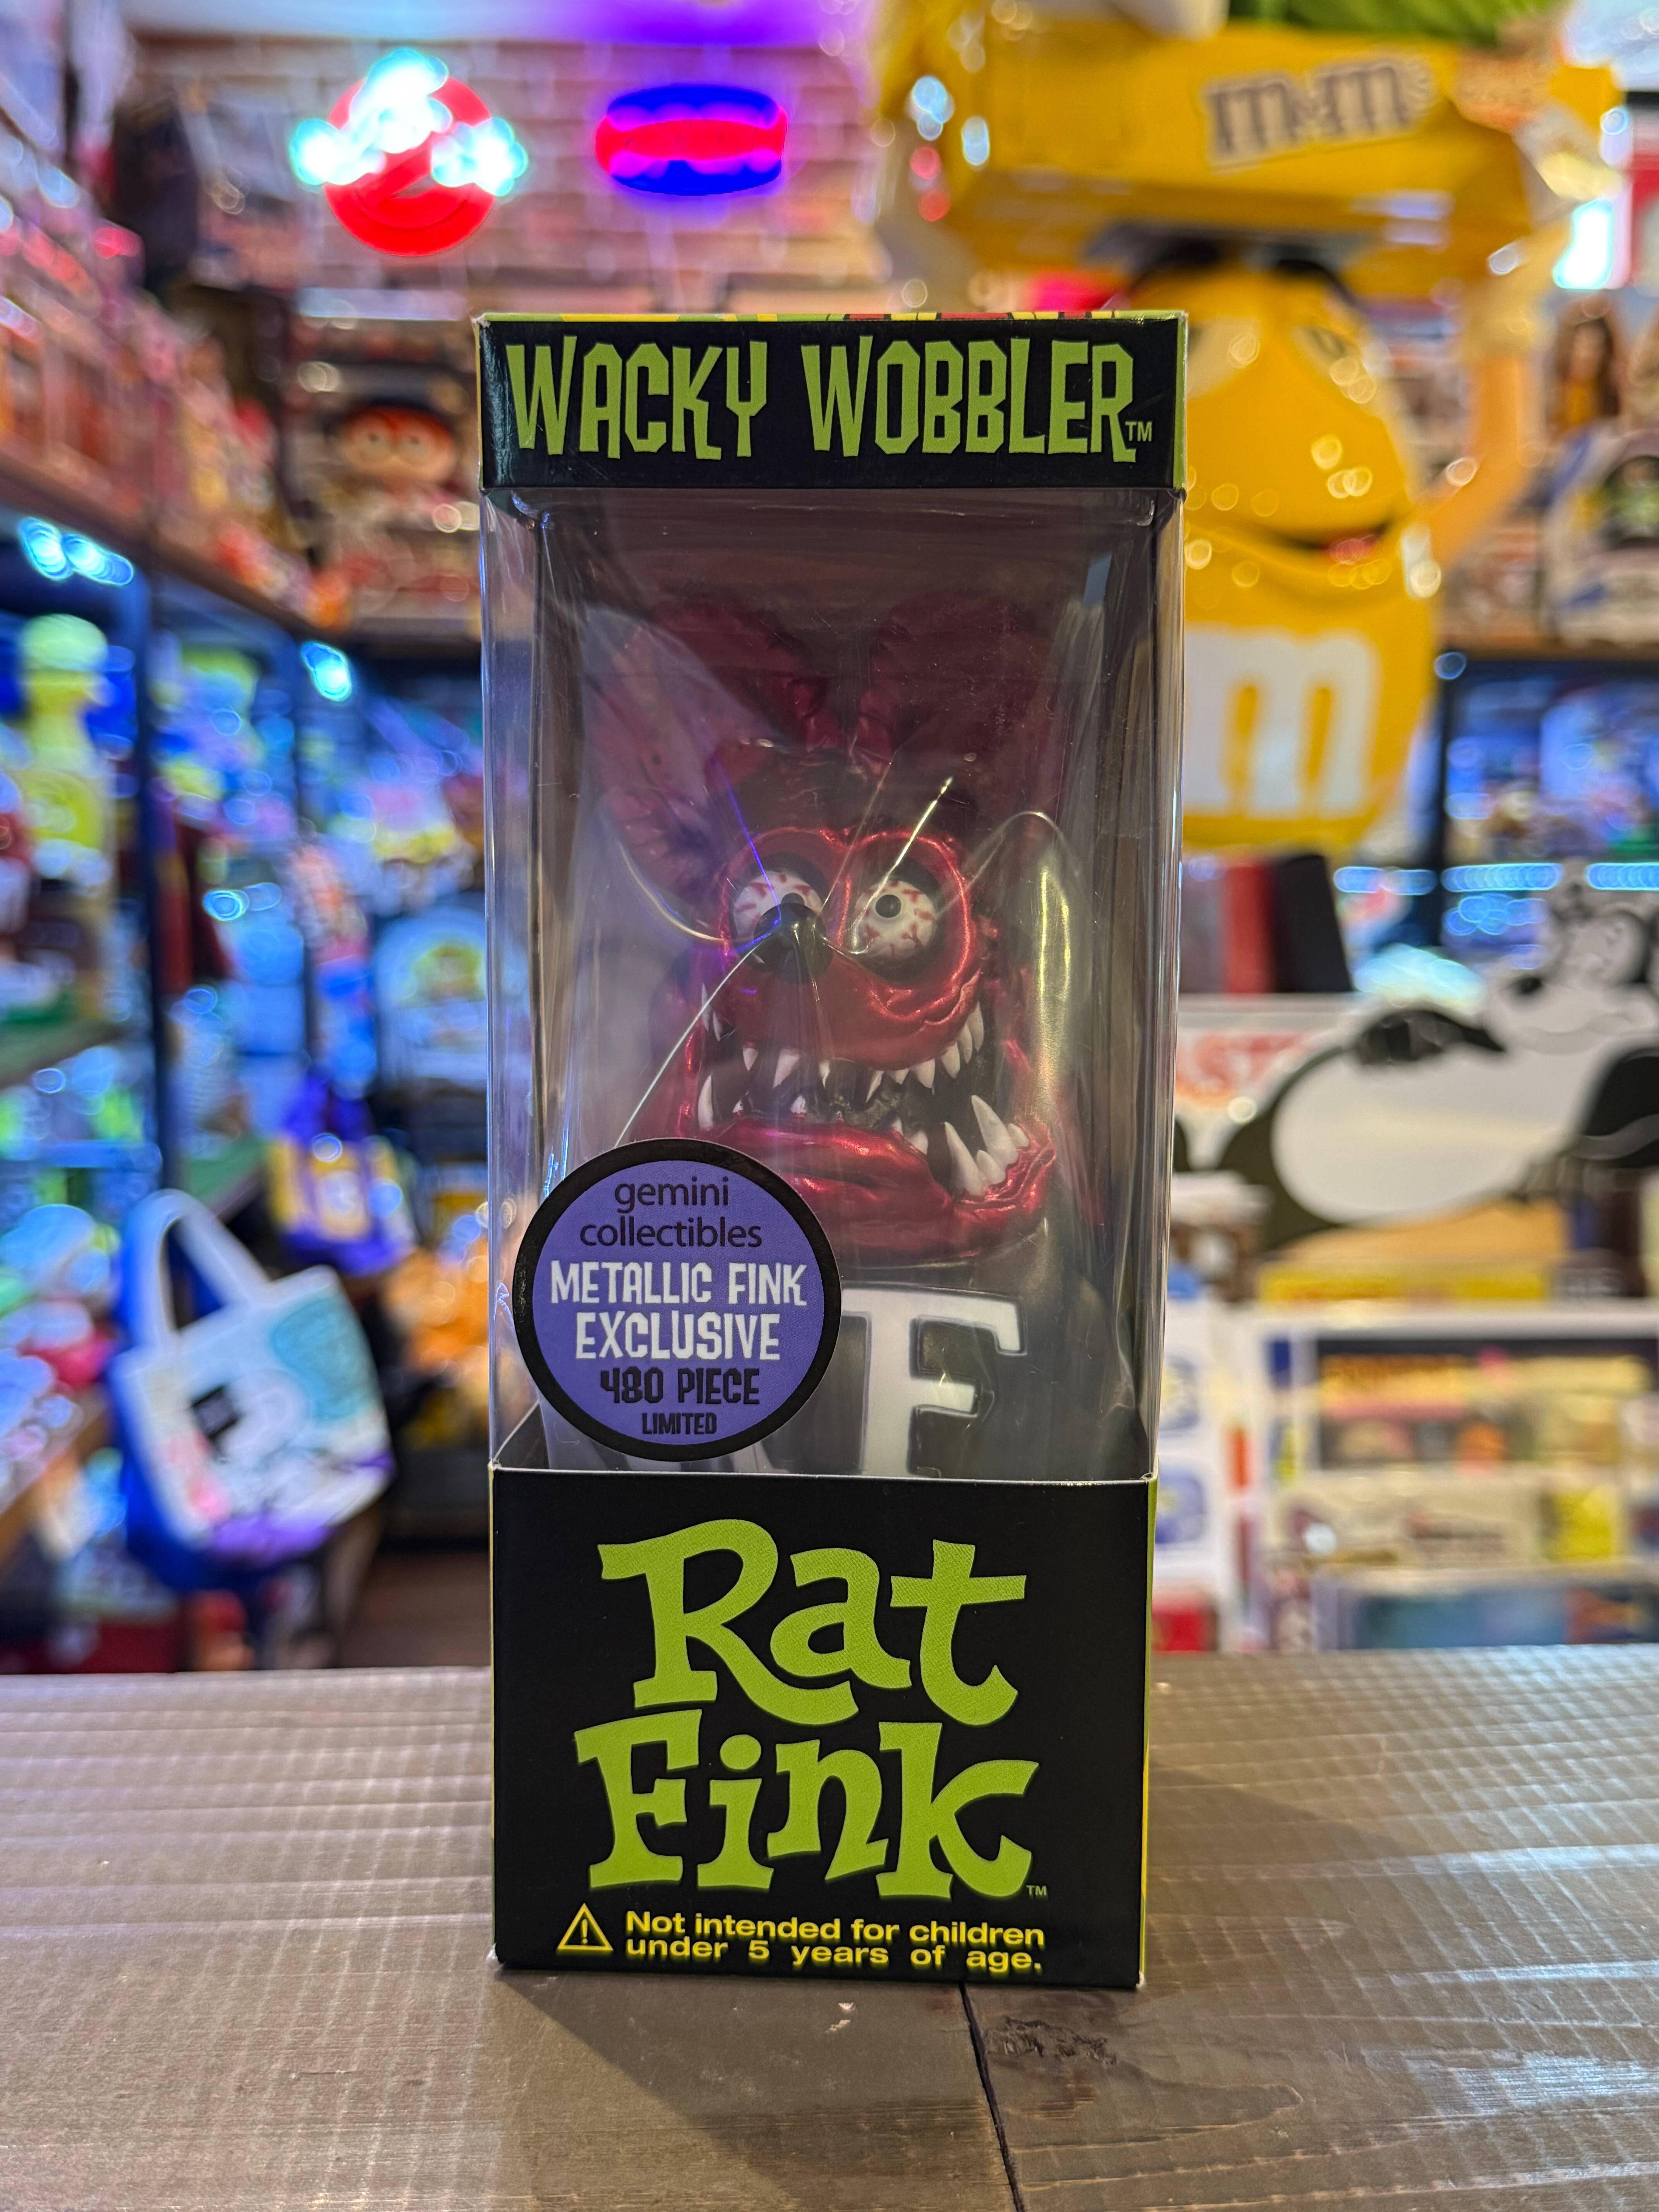 m&m's
WACKY WOBBLER™
m
gemini
collectibles
METALLIC FINK
EXCLUSIVE
480 PIECE
LIMITED
F
Rat
Fink™
Not intended for children
under 5 years of age.